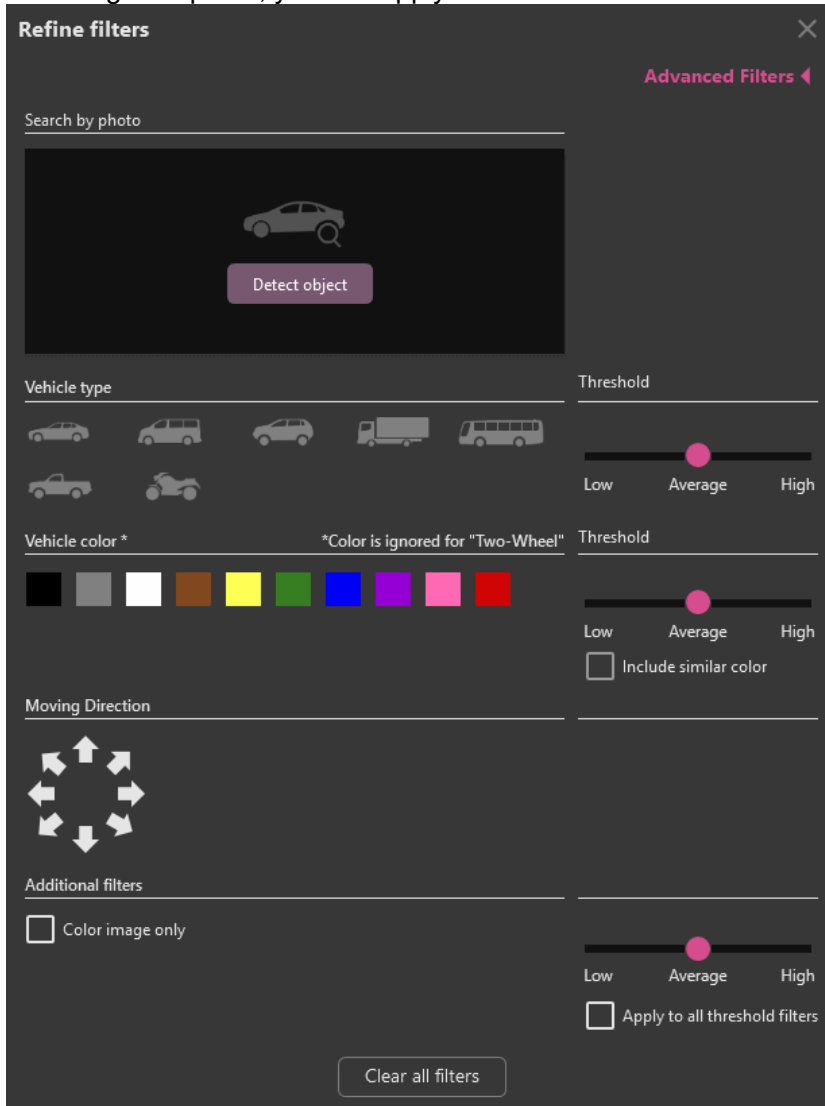 Refine filters
Advanced Filters
Search by photo
Detect object
Vehicle type
Threshold
Low Average High
Vehicle color * *Color is ignored for "Two-Wheel"
Threshold
Low Average High
Include similar color
Moving Direction
Additional filters
Color image only
Low Average High
Apply to all threshold filters
Clear all filters